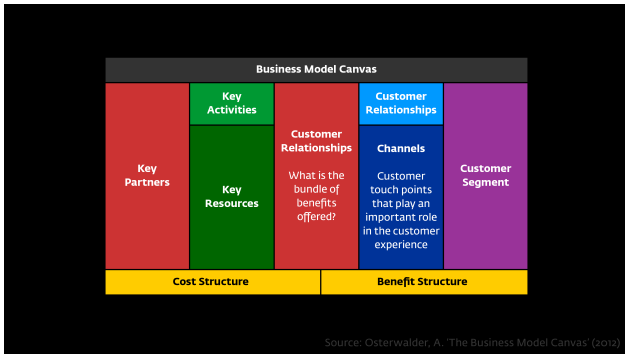 Business Model Canvas
Key
Partners
Key
Activities
Key
Resources
Customer
Relationships
What is the
bundle of
benefits
offered?
Customer
Relationships
Channels
Customer
touch points
that play an
important role
in the customer
experience
Customer
Segment
Cost Structure
Benefit Structure
Source: Osterwalder, A. 'The Business Model Canvas' (2012)